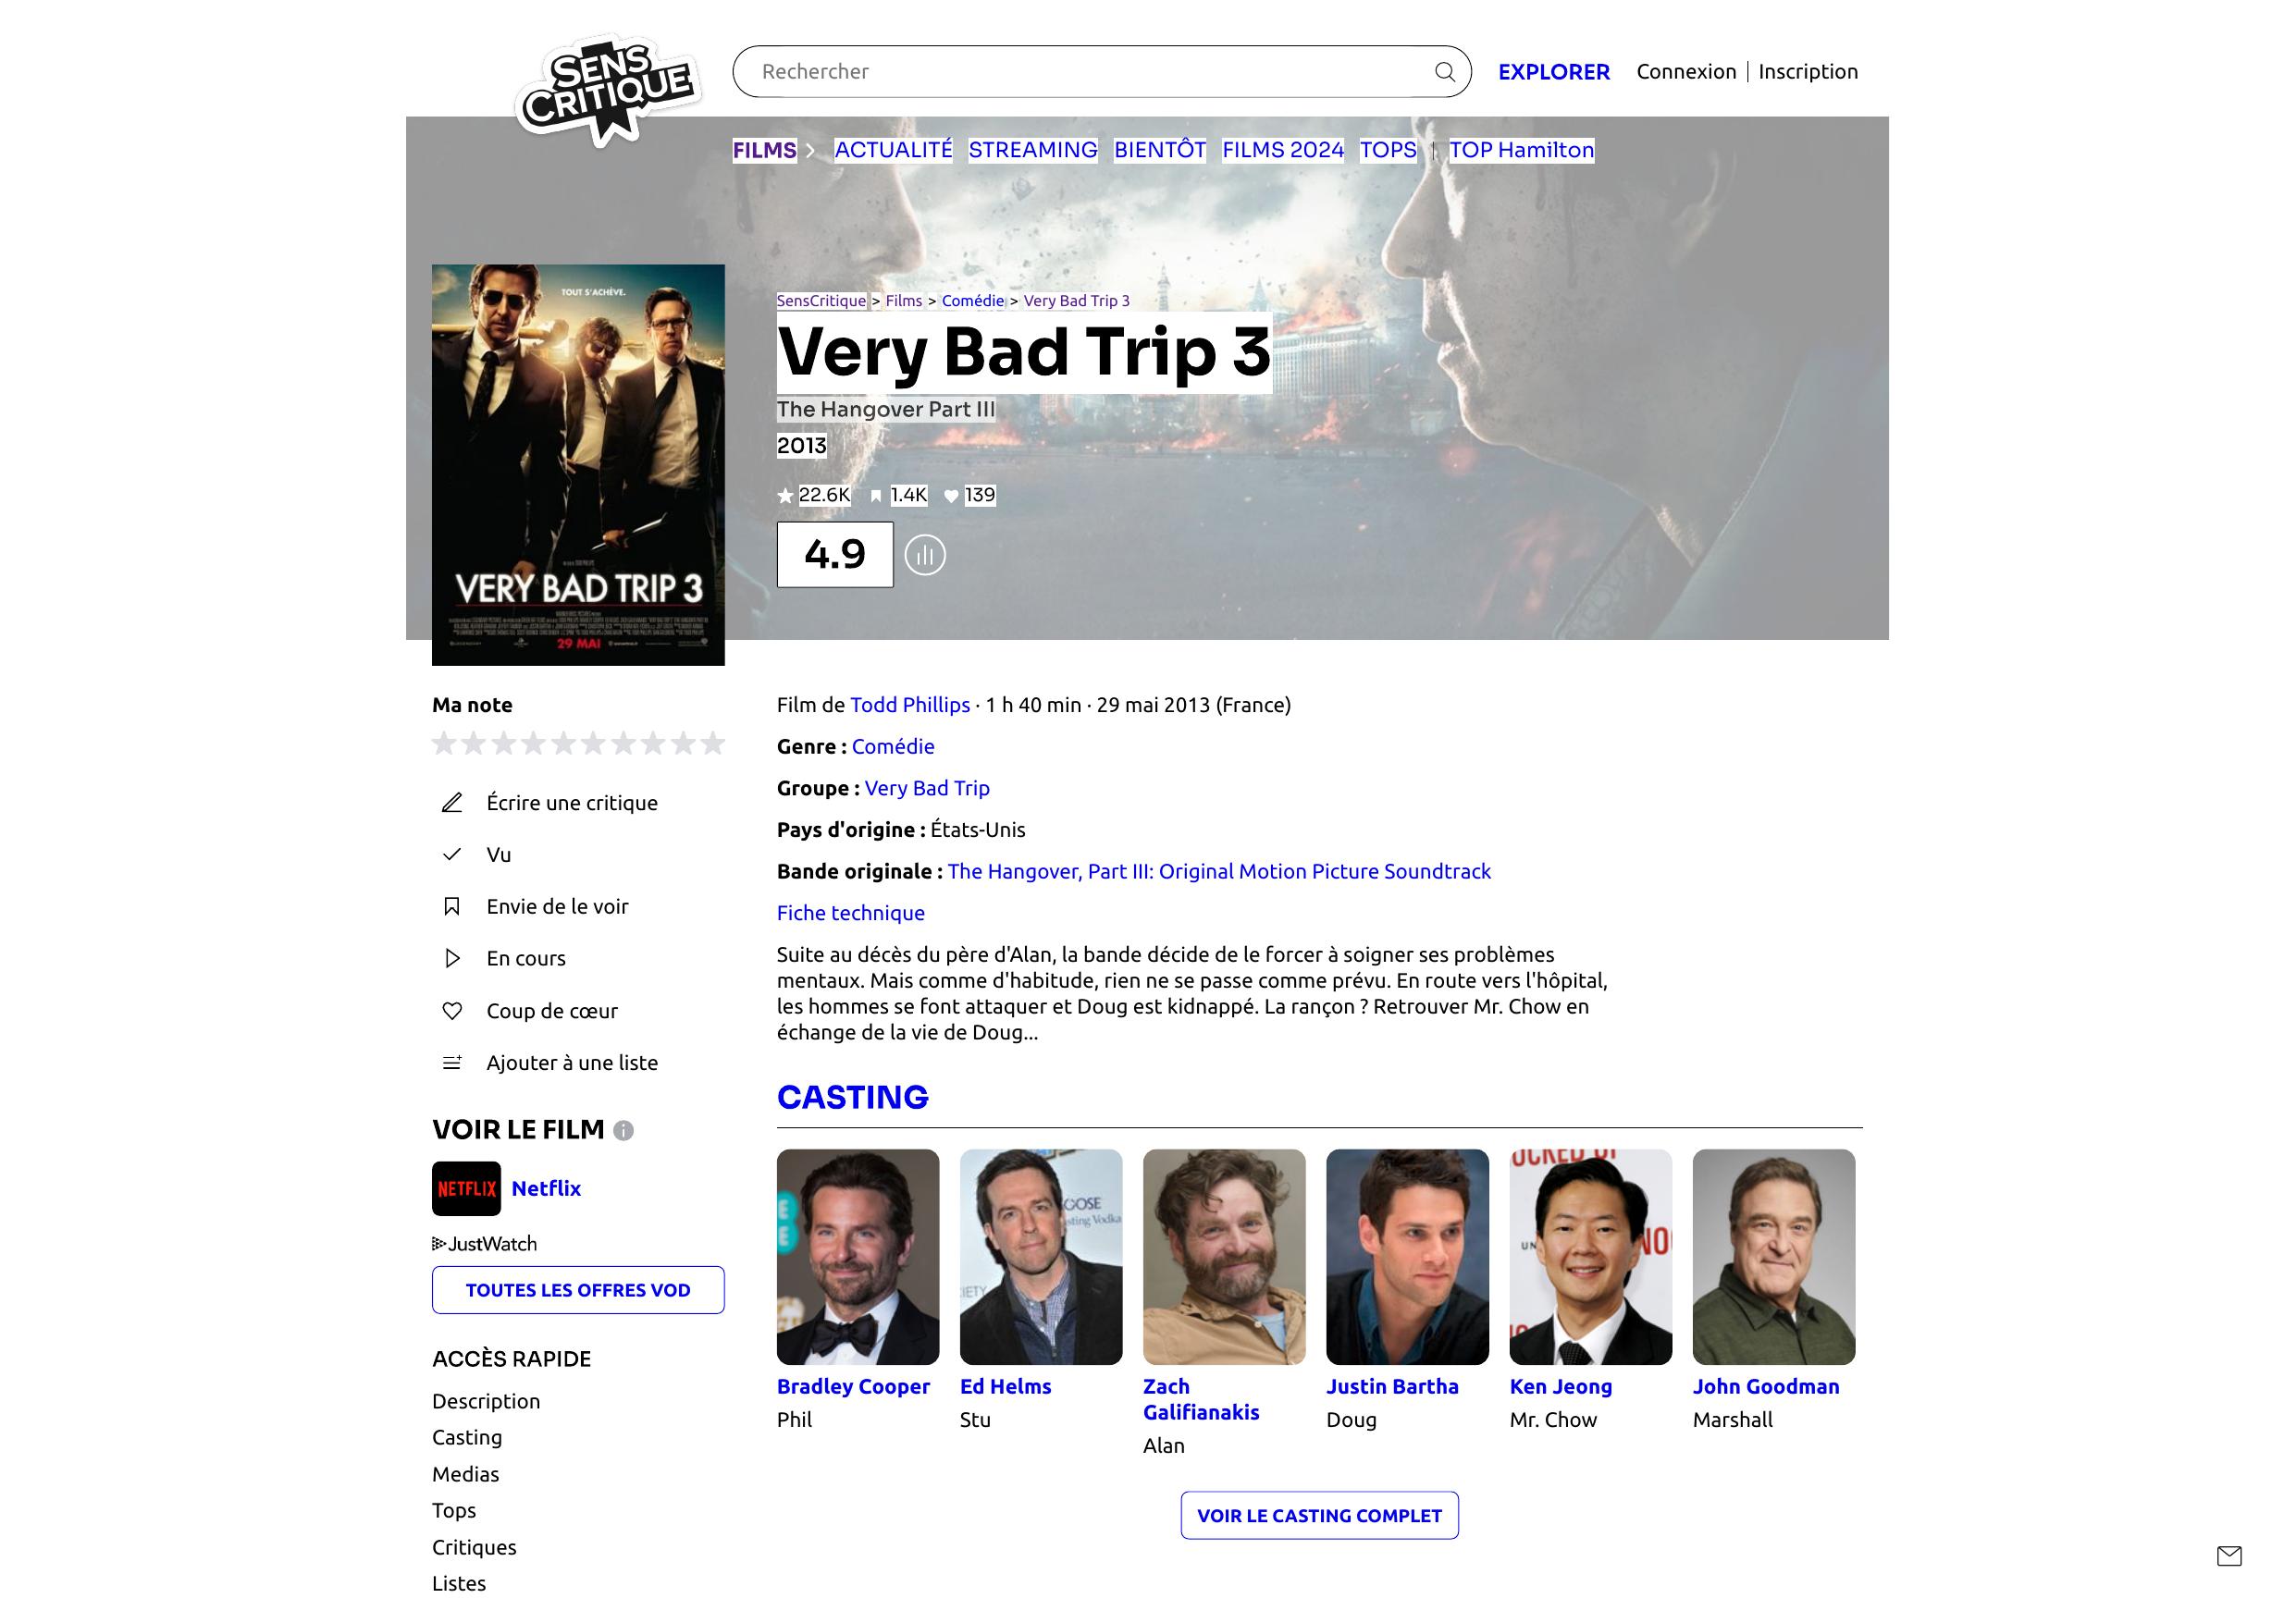 SENS
CRITIQUE
Rechercher
EXPLORER
Connexion | Inscription
FILMS
ACTUALITÉ
STREAMING
BIENTÔT
FILMS 2024
TOPS
|
TOP Hamilton
TOUT S'ACHÈVE.
VERY BAD TRIP 3
29 MAI
SensCritique > Films > Comédie > Very Bad Trip 3
Very Bad Trip 3
The Hangover Part III
2013
22.6K
1.4K
139
4.9
Ma note
Écrire une critique
Vu
Envie de le voir
En cours
Coup de cœur
Ajouter à une liste
VOIR LE FILM
NETFLIX
Netflix
JustWatch
TOUTES LES OFFRES VOD
ACCÈS RAPIDE
Description
Casting
Medias
Tops
Critiques
Listes
Film de Todd Phillips · 1 h 40 min · 29 mai 2013 (France)
Genre : Comédie
Groupe : Very Bad Trip
Pays d'origine : États-Unis
Bande originale : The Hangover, Part III: Original Motion Picture Soundtrack
Fiche technique
Suite au décès du père d'Alan, la bande décide de le forcer à soigner ses problèmes
mentaux. Mais comme d'habitude, rien ne se passe comme prévu. En route vers l'hôpital,
les hommes se font attaquer et Doug est kidnappé. La rançon ? Retrouver Mr. Chow en
échange de la vie de Doug...
CASTING
Bradley Cooper
Phil
Ed Helms
Stu
Zach
Galifianakis
Alan
Justin Bartha
Doug
Ken Jeong
Mr. Chow
John Goodman
Marshall
VOIR LE CASTING COMPLET